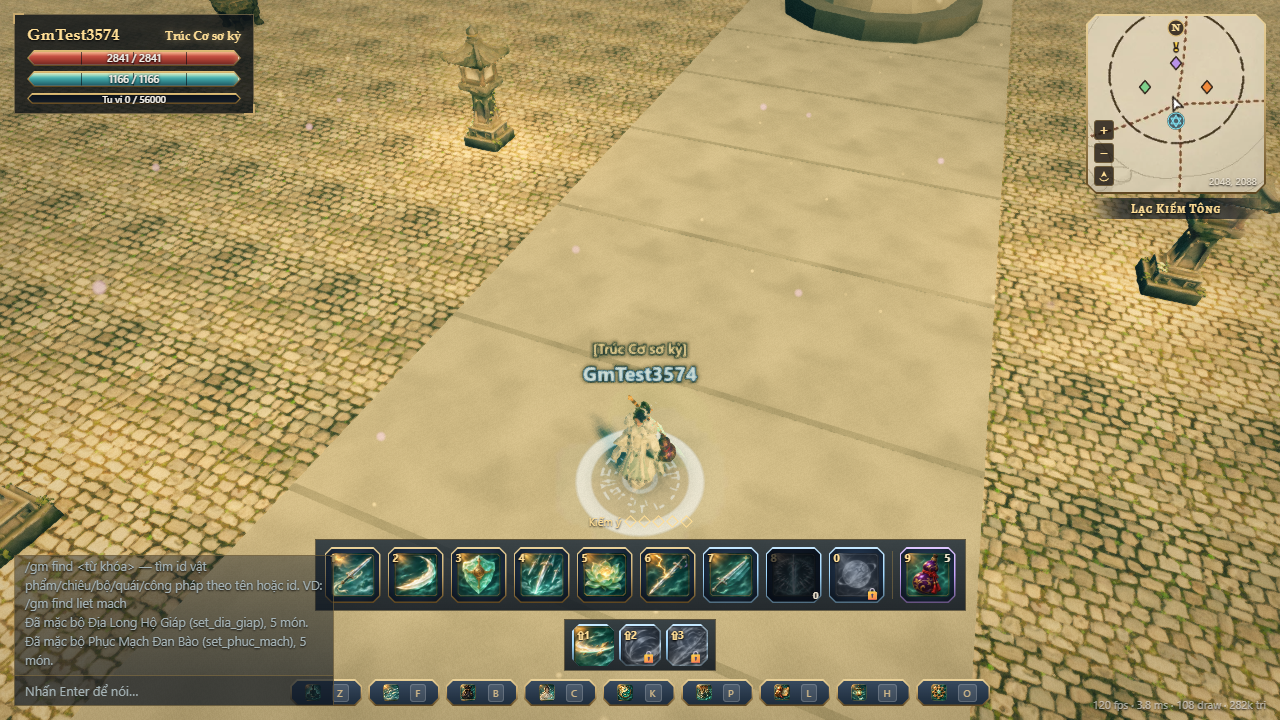 GmTest3574 Trúc Cơ sơ kỳ
2841 / 2841
1166 / 1166
Tu vi 0 / 56000
N
+
−
2048, 2088
Lạc Kiếm Tông
[Trúc Cơ sơ kỳ]
GmTest3574
Kiếm ý
2 3 4 5 6 7 8 0 0 9 5
1 2 3
/gm find <từ khóa> — tìm id vật
phẩm/chiêu/bộ/quái/công pháp theo tên hoặc id. VD:
/gm find liet mach
Đã mặc bộ Địa Long Hộ Giáp (set_dia_giap), 5 món.
Đã mặc bộ Phục Mạch Đan Bào (set_phuc_mach), 5
món.
Nhấn Enter để nói...
Z F B C K P L H O
120 fps · 3.8 ms · 108 draw · 282k tri